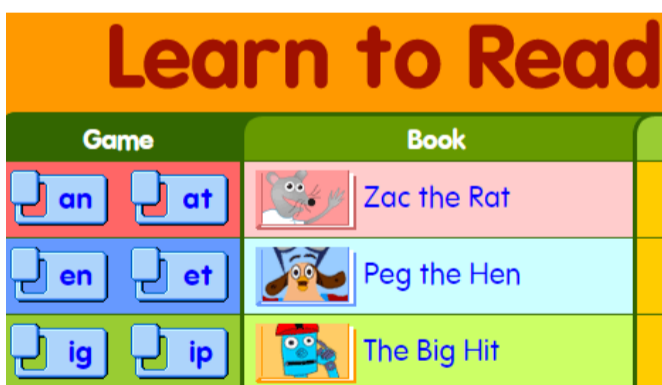 Learn to Read
Game Book
an at Zac the Rat
en et Peg the Hen
ig ip The Big Hit